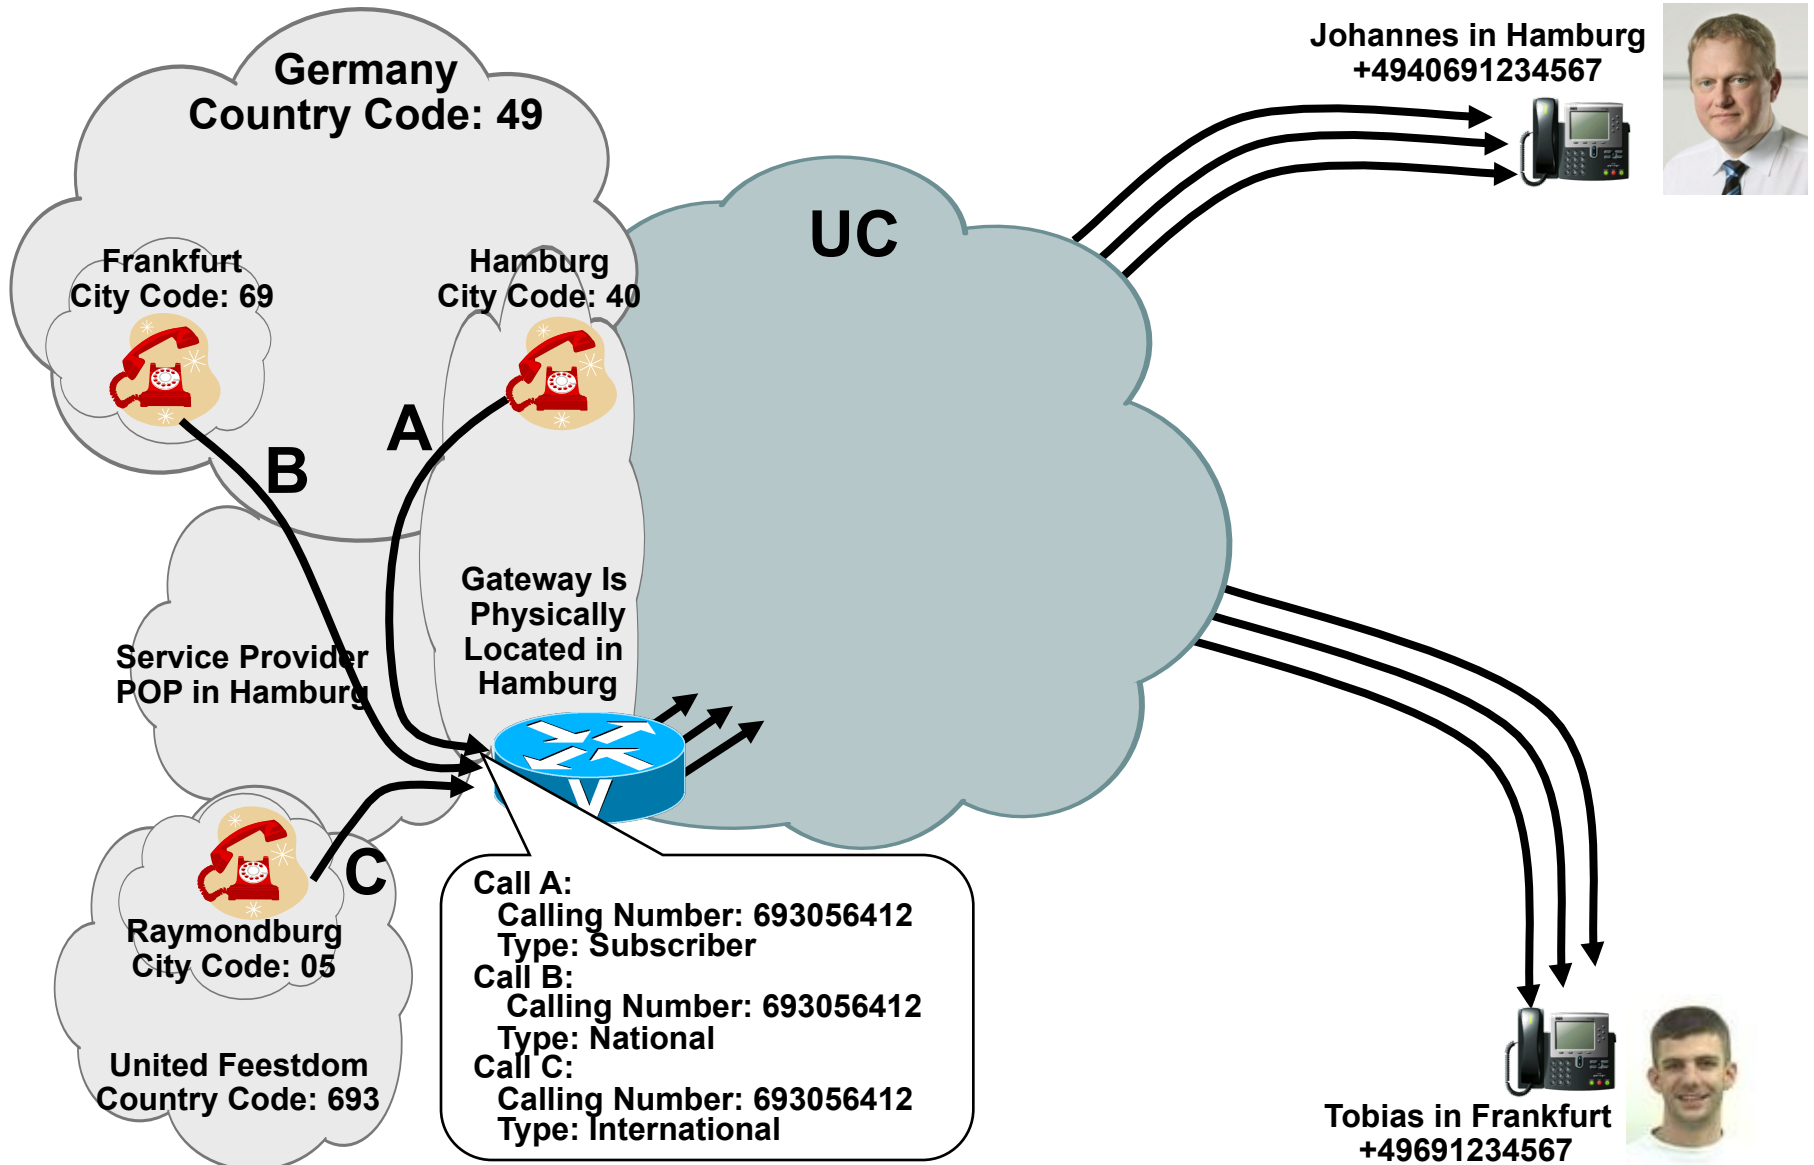 Germany
Country Code: 49
Johannes in Hamburg
+4940691234567
UC
Frankfurt
City Code: 69
Hamburg
City Code: 40
A
B
Gateway Is
Physically
Located in
Hamburg
Service Provider
POP in Hamburg
V
C
Raymondburg
City Code: 05
United Feestdom
Country Code: 693
Call A:
Calling Number: 693056412
Type: Subscriber
Call B:
Calling Number: 693056412
Type: National
Call C:
Calling Number: 693056412
Type: International
Tobias in Frankfurt
+49691234567